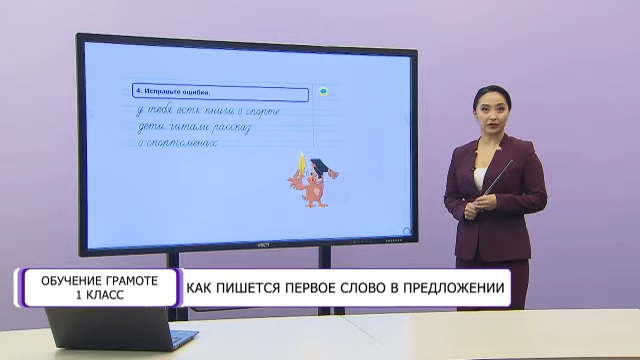 4. Исправьте ошибки.
у тебя есть книги о спорте
дети читали рассказ
о спортсменах
ОБУЧЕНИЕ ГРАМОТЕ
1 КЛАСС
КАК ПИШЕТСЯ ПЕРВОЕ СЛОВО В ПРЕДЛОЖЕНИИ